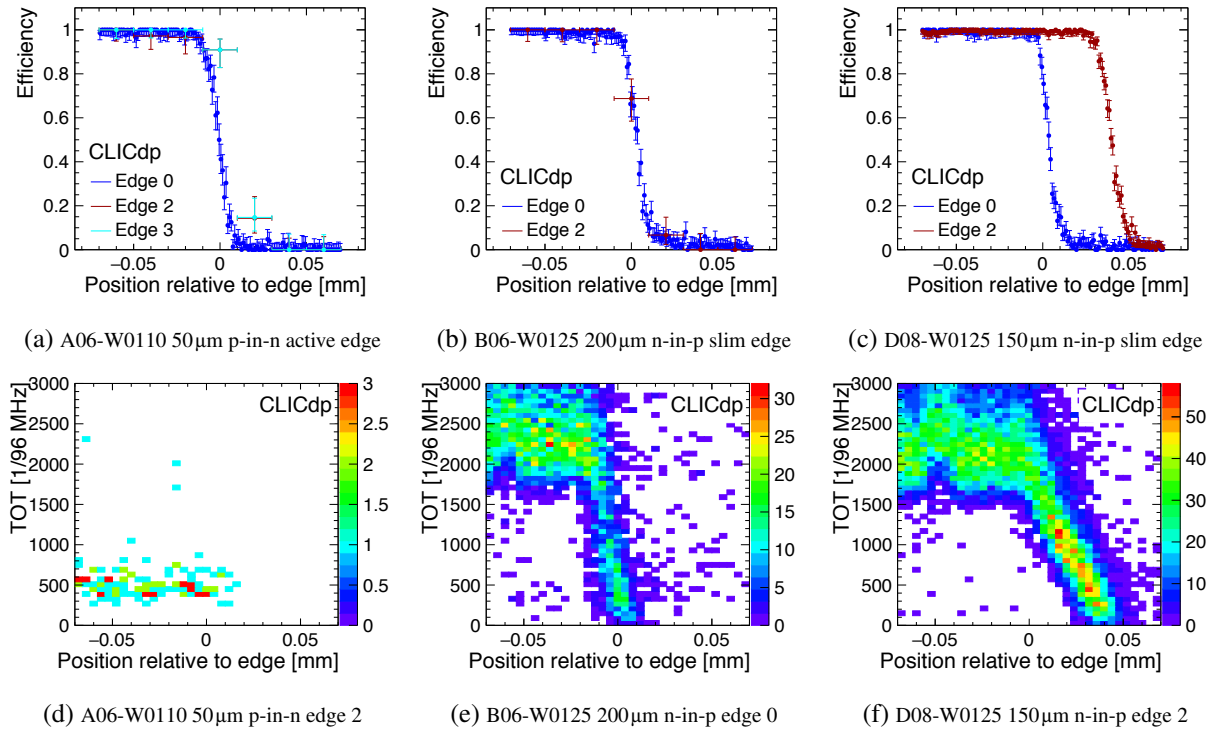 Efficiency
1
0.8
0.6
0.4
0.2
0
CLICdp
Edge 0
Edge 2
Edge 3
−0.05 0 0.05
Position relative to edge [mm]
(a) A06-W0110 50µm p-in-n active edge
Efficiency
1
0.8
0.6
0.4
0.2
0
CLICdp
Edge 0
Edge 2
−0.05 0 0.05
Position relative to edge [mm]
(b) B06-W0125 200µm n-in-p slim edge
Efficiency
1
0.8
0.6
0.4
0.2
0
CLICdp
Edge 0
Edge 2
−0.05 0 0.05
Position relative to edge [mm]
(c) D08-W0125 150µm n-in-p slim edge
TOT [1/96 MHz]
3000
2500
2000
1500
1000
500
0
CLICdp
3
2.5
2
1.5
1
0.5
0
−0.05 0 0.05
Position relative to edge [mm]
(d) A06-W0110 50µm p-in-n edge 2
TOT [1/96 MHz]
3000
2500
2000
1500
1000
500
0
CLICdp
30
25
20
15
10
5
0
−0.05 0 0.05
Position relative to edge [mm]
(e) B06-W0125 200µm n-in-p edge 0
TOT [1/96 MHz]
3000
2500
2000
1500
1000
500
0
CLICdp
50
40
30
20
10
0
−0.05 0 0.05
Position relative to edge [mm]
(f) D08-W0125 150µm n-in-p edge 2